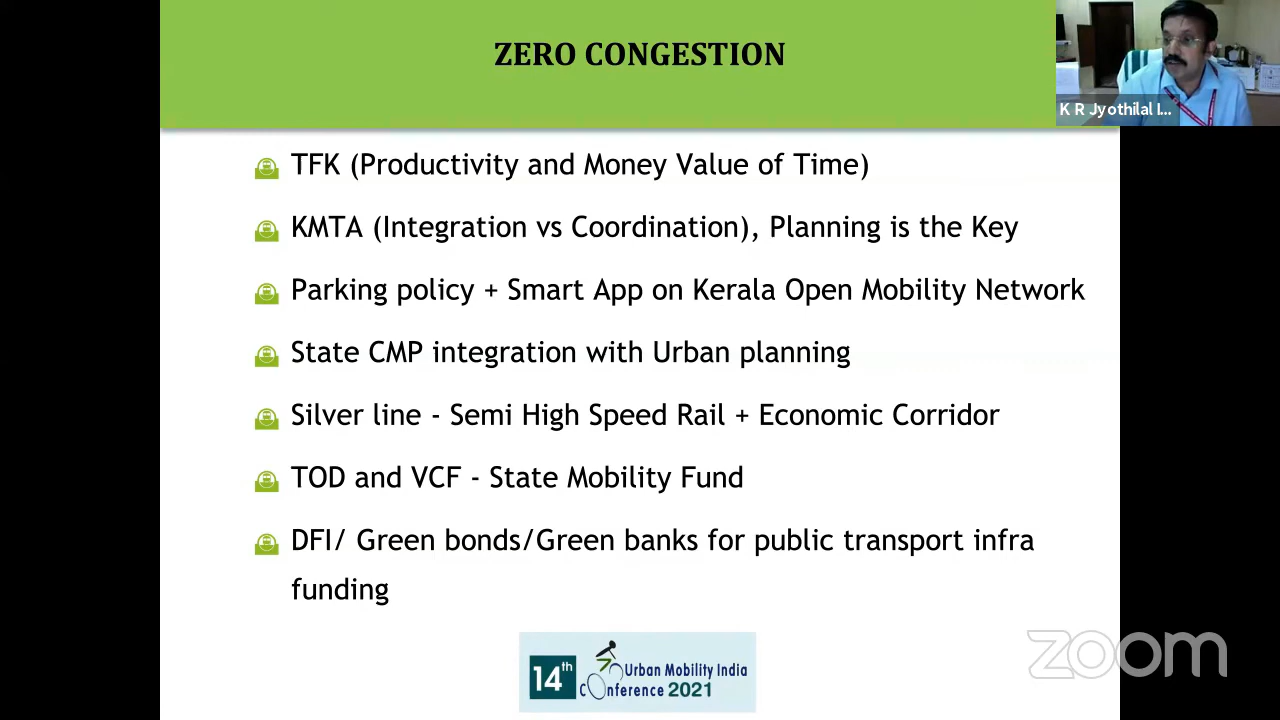 ZERO CONGESTION
K R Jyothilal I...
TFK (Productivity and Money Value of Time)
KMTA (Integration vs Coordination), Planning is the Key
Parking policy + Smart App on Kerala Open Mobility Network
State CMP integration with Urban planning
Silver line - Semi High Speed Rail + Economic Corridor
TOD and VCF - State Mobility Fund
DFI/ Green bonds/Green banks for public transport infra
funding
14th Urban Mobility India
Conference 2021
zoom